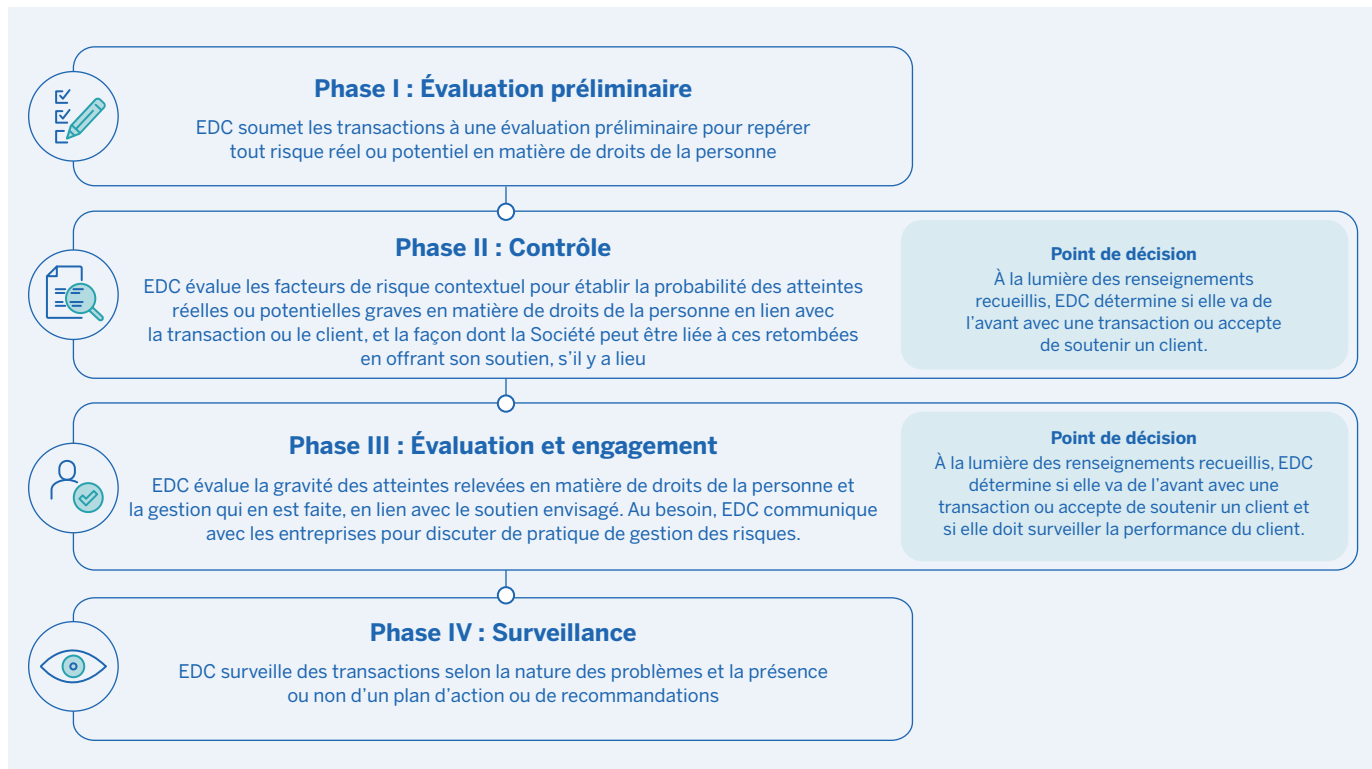 Phase I : Évaluation préliminaire
EDC soumet les transactions à une évaluation préliminaire pour repérer
tout risque réel ou potentiel en matière de droits de la personne
Phase II : Contrôle
EDC évalue les facteurs de risque contextuel pour établir la probabilité des atteintes
réelles ou potentielles graves en matière de droits de la personne en lien avec
la transaction ou le client, et la façon dont la Société peut être liée à ces retombées
en offrant son soutien, s’il y a lieu
Point de décision
À la lumière des renseignements
recueillis, EDC détermine si elle va de
l’avant avec une transaction ou accepte
de soutenir un client.
Phase III : Évaluation et engagement
EDC évalue la gravité des atteintes relevées en matière de droits de la personne et
la gestion qui en est faite, en lien avec le soutien envisagé. Au besoin, EDC communique
avec les entreprises pour discuter de pratique de gestion des risques.
Point de décision
À la lumière des renseignements recueillis, EDC
détermine si elle va de l’avant avec une
transaction ou accepte de soutenir un client et
si elle doit surveiller la performance du client.
Phase IV : Surveillance
EDC surveille des transactions selon la nature des problèmes et la présence
ou non d’un plan d’action ou de recommandations